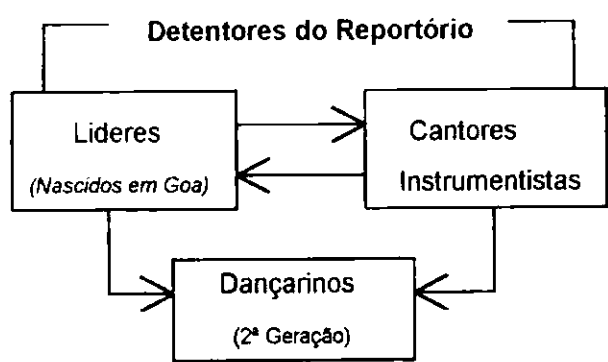 Detentores do Reportório
Lideres
(Nascidos em Goa)
Cantores
Instrumentistas
Dançarinos
(2ª Geração)